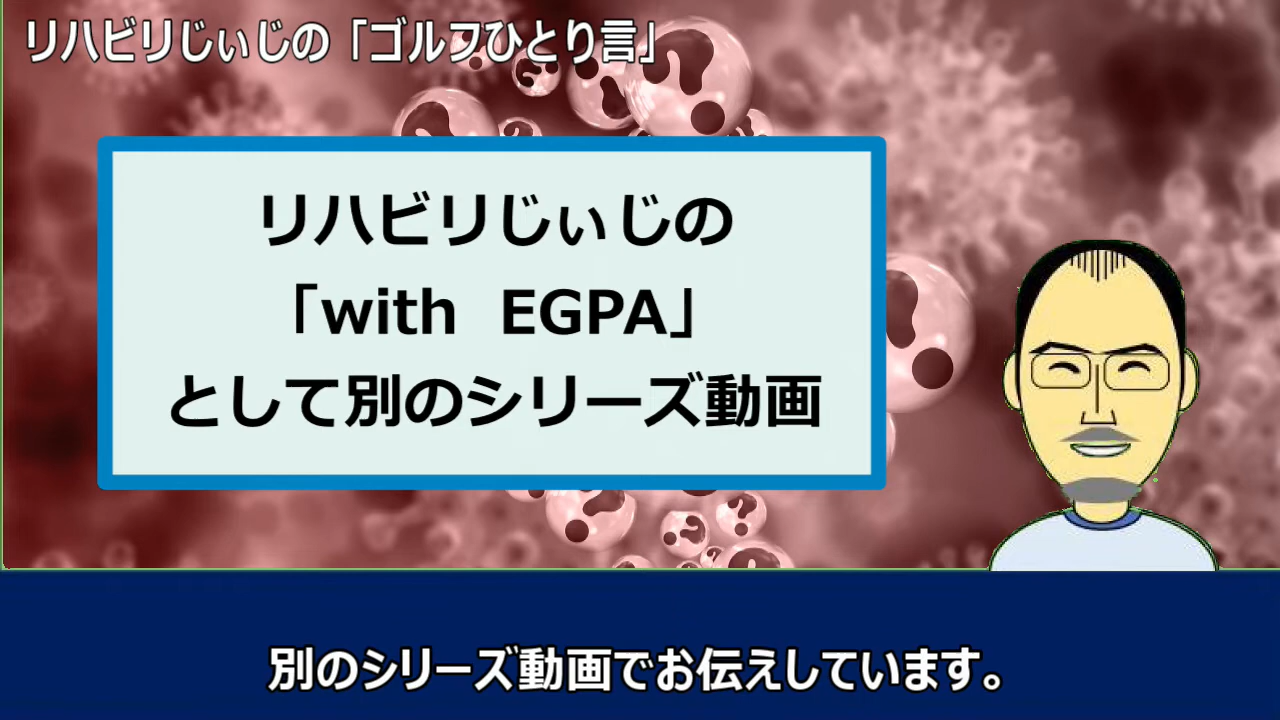 リハビリじぃじの「ゴルフひとり言」
リハビリじぃじの
「with EGPA」
として別のシリーズ動画
別のシリーズ動画でお伝えしています。